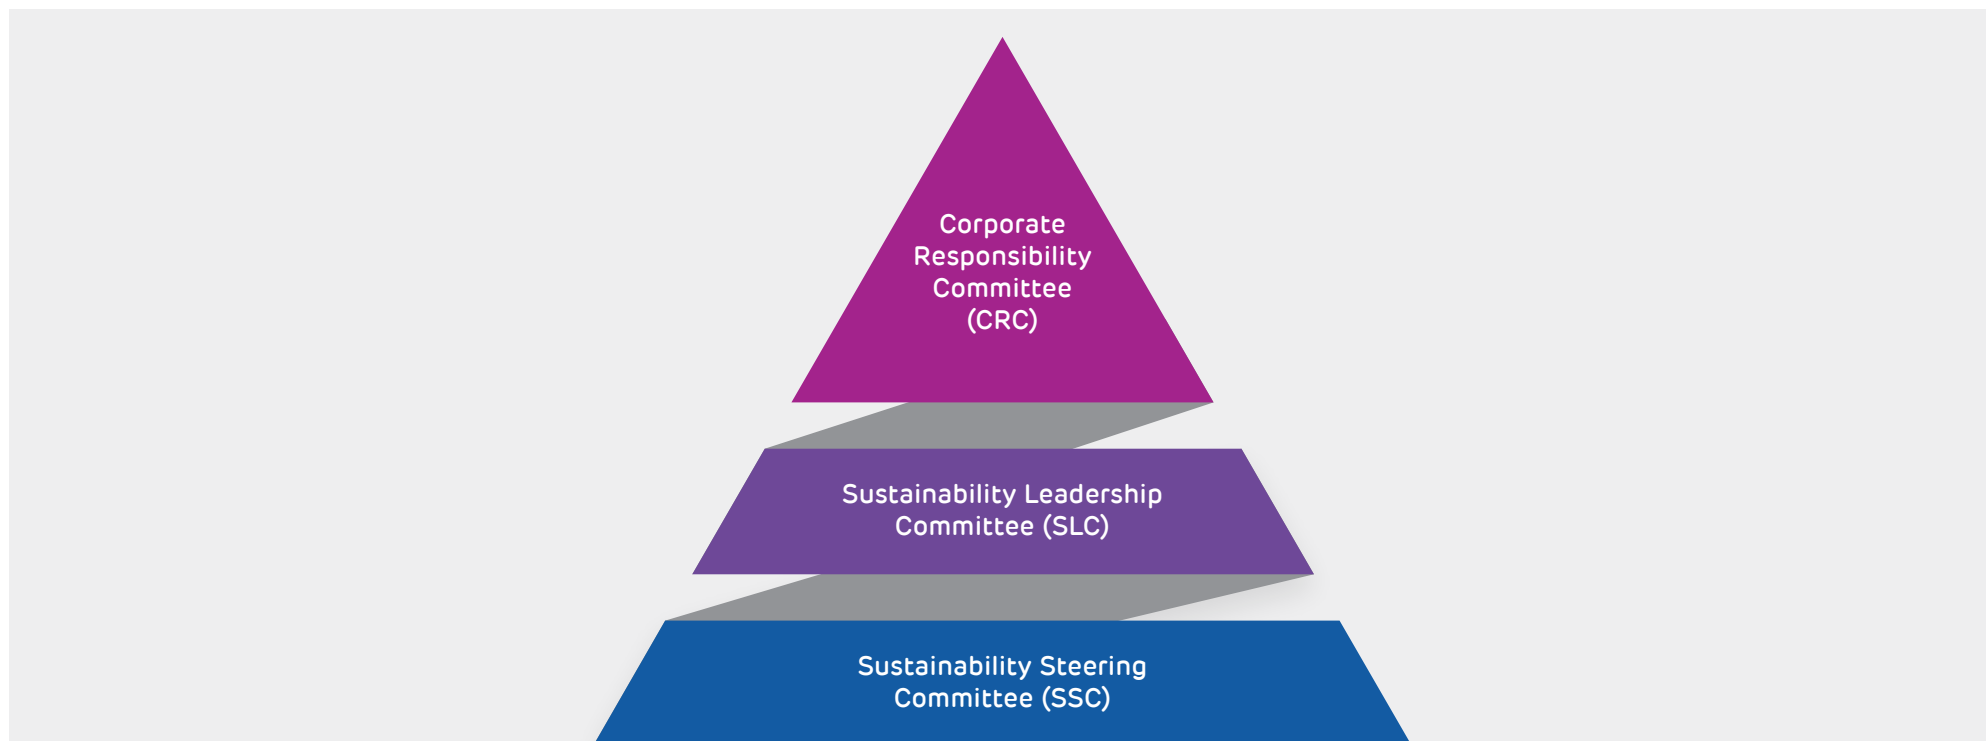 Corporate
Responsibility
Committee
(CRC)
Sustainability Leadership
Committee (SLC)
Sustainability Steering
Committee (SSC)